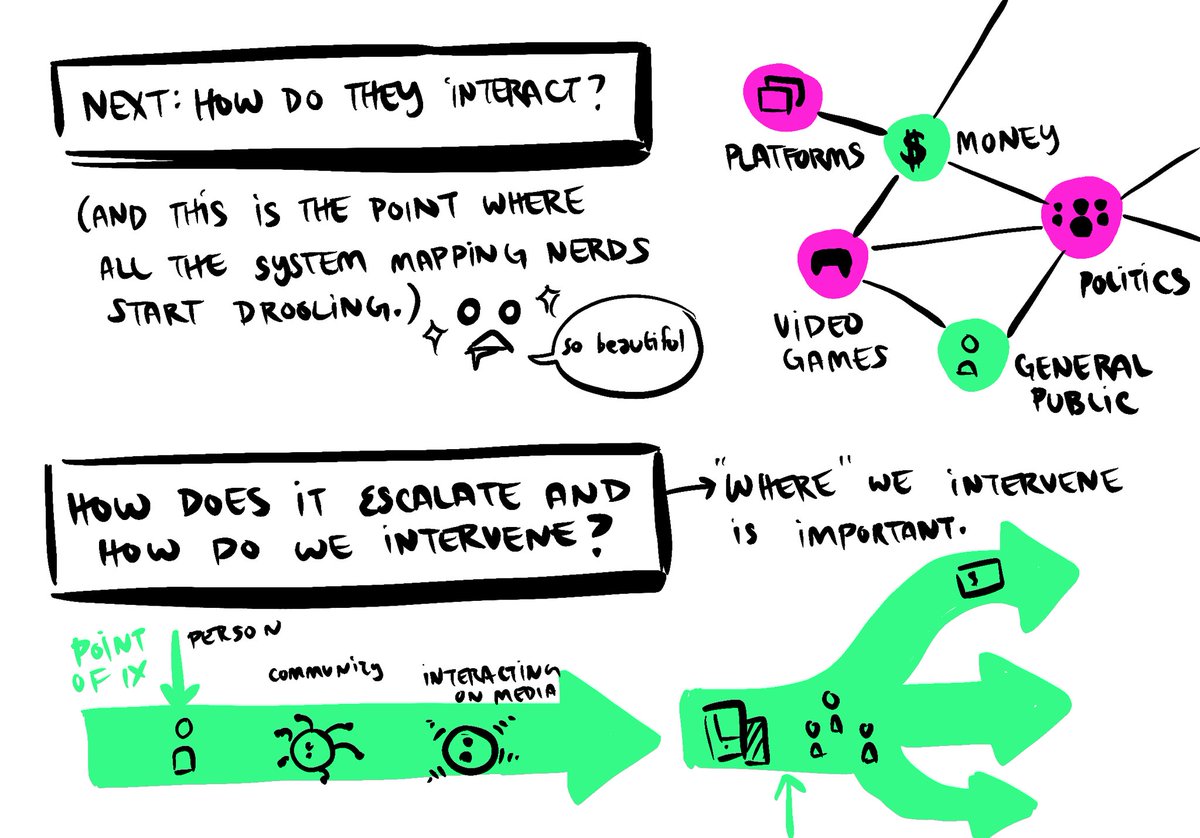 NEXT: HOW DO THEY INTERACT?
(AND THIS IS THE POINT WHERE
ALL THE SYSTEM MAPPING NERDS
START DROOLING.)
so beautiful
PLATFORMS
$
MONEY
POLITICS
VIDEO
GAMES
GENERAL
PUBLIC
HOW DOES IT ESCALATE AND
HOW DO WE INTERVENE?
"WHERE" WE INTERVENE
IS IMPORTANT.
POINT
OF IX
PERSON
COMMUNITY
INTERACTING
ON MEDIA
$